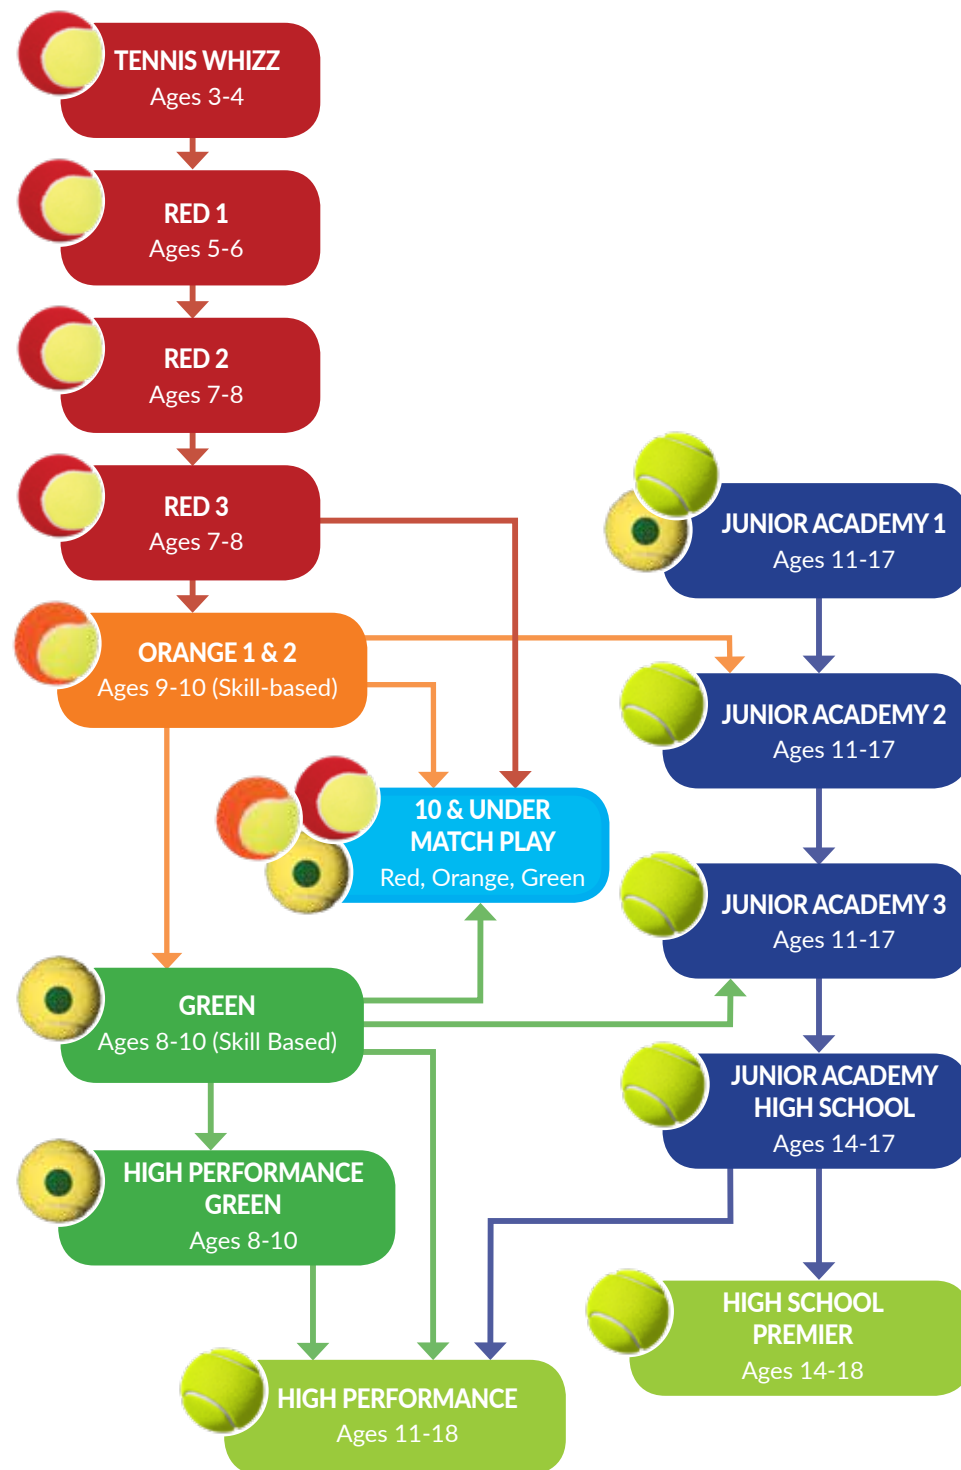 TENNIS WHIZZ
Ages 3-4
RED 1
Ages 5-6
RED 2
Ages 7-8
RED 3
Ages 7-8
JUNIOR ACADEMY 1
Ages 11-17
ORANGE 1 & 2
Ages 9-10 (Skill-based)
JUNIOR ACADEMY 2
Ages 11-17
10 & UNDER
MATCH PLAY
Red, Orange, Green
JUNIOR ACADEMY 3
Ages 11-17
GREEN
Ages 8-10 (Skill Based)
JUNIOR ACADEMY
HIGH SCHOOL
Ages 14-17
HIGH PERFORMANCE
GREEN
Ages 8-10
HIGH SCHOOL
PREMIER
Ages 14-18
HIGH PERFORMANCE
Ages 11-18